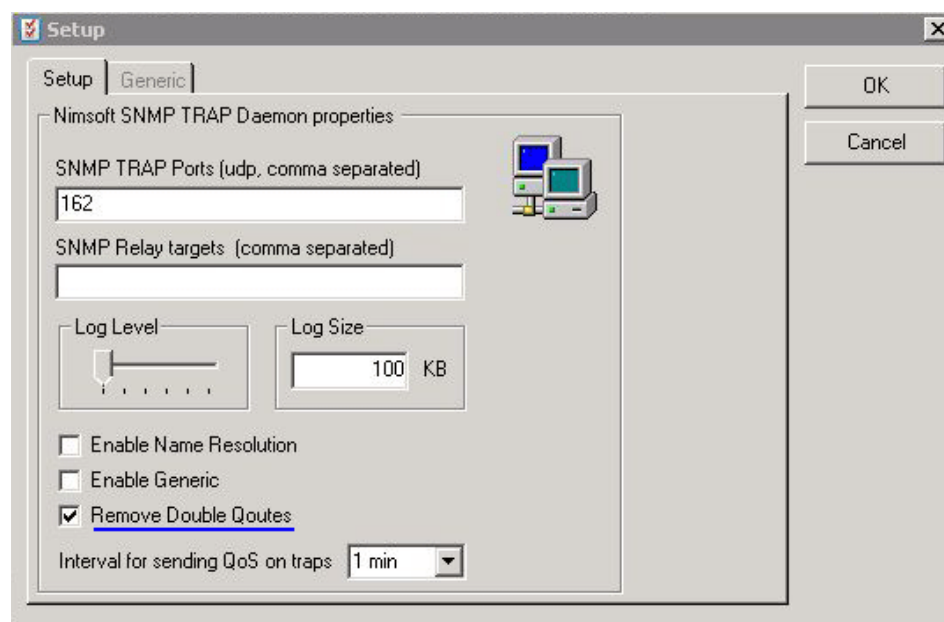 Setup
Setup Generic
OK
Cancel
Nimsoft SNMP TRAP Daemon properties
SNMP TRAP Ports (udp, comma separated)
162
SNMP Relay targets (comma separated)
Log Level
Log Size
100 KB
Enable Name Resolution
Enable Generic
Remove Double Qoutes
Interval for sending QoS on traps 1 min